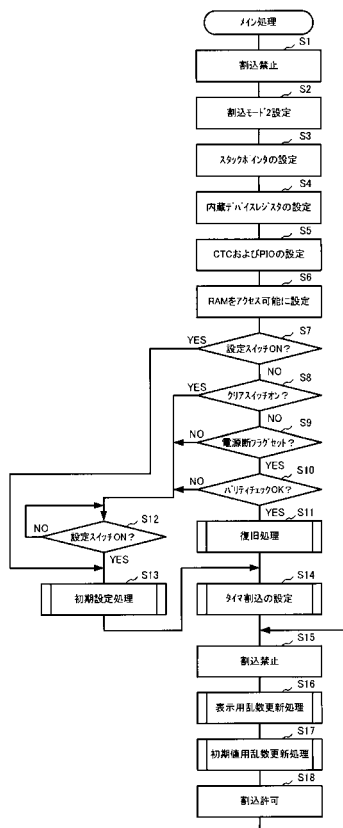 メイン処理
S1
割込禁止
S2
割込モード2設定
S3
スタックポインタの設定
S4
内蔵デバイスレジスタの設定
S5
CTCおよびPIOの設定
S6
RAMをアクセス可能に設定
S7
YES
設定スイッチON?
NO
S8
YES
クリアスイッチオン?
NO
S9
NO
電源断フラグセット?
YES
S10
NO
パリティチェックOK?
YES
S11
復旧処理
S12
NO
設定スイッチON?
YES
S13
初期設定処理
S14
タイマ割込の設定
S15
割込禁止
S16
表示用乱数更新処理
S17
初期値用乱数更新処理
S18
割込許可